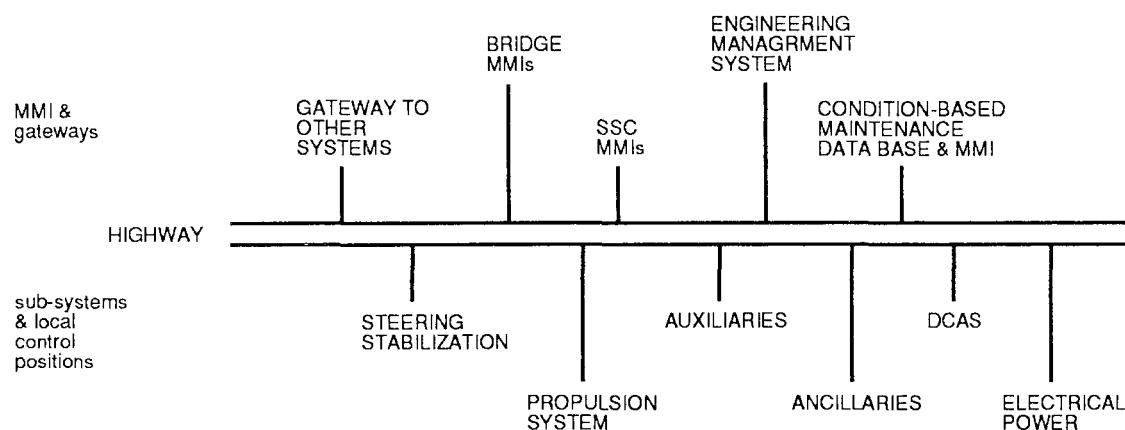 ENGINEERING
MANAGRMENT
SYSTEM
BRIDGE
MMIs
MMI &
gateways
GATEWAY TO
OTHER
SYSTEMS
SSC
MMIs
CONDITION-BASED
MAINTENANCE
DATA BASE & MMI
HIGHWAY
sub-systems
& local
control
positions
STEERING
STABILIZATION
AUXILIARIES
DCAS
PROPULSION
SYSTEM
ANCILLARIES
ELECTRICAL
POWER